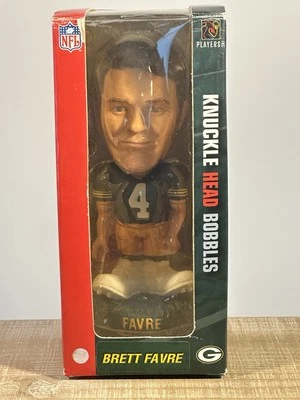 NFL
PLAYERS
KNUCKLE HEAD BOBBLES
4
FAVRE
BRETT FAVRE
G